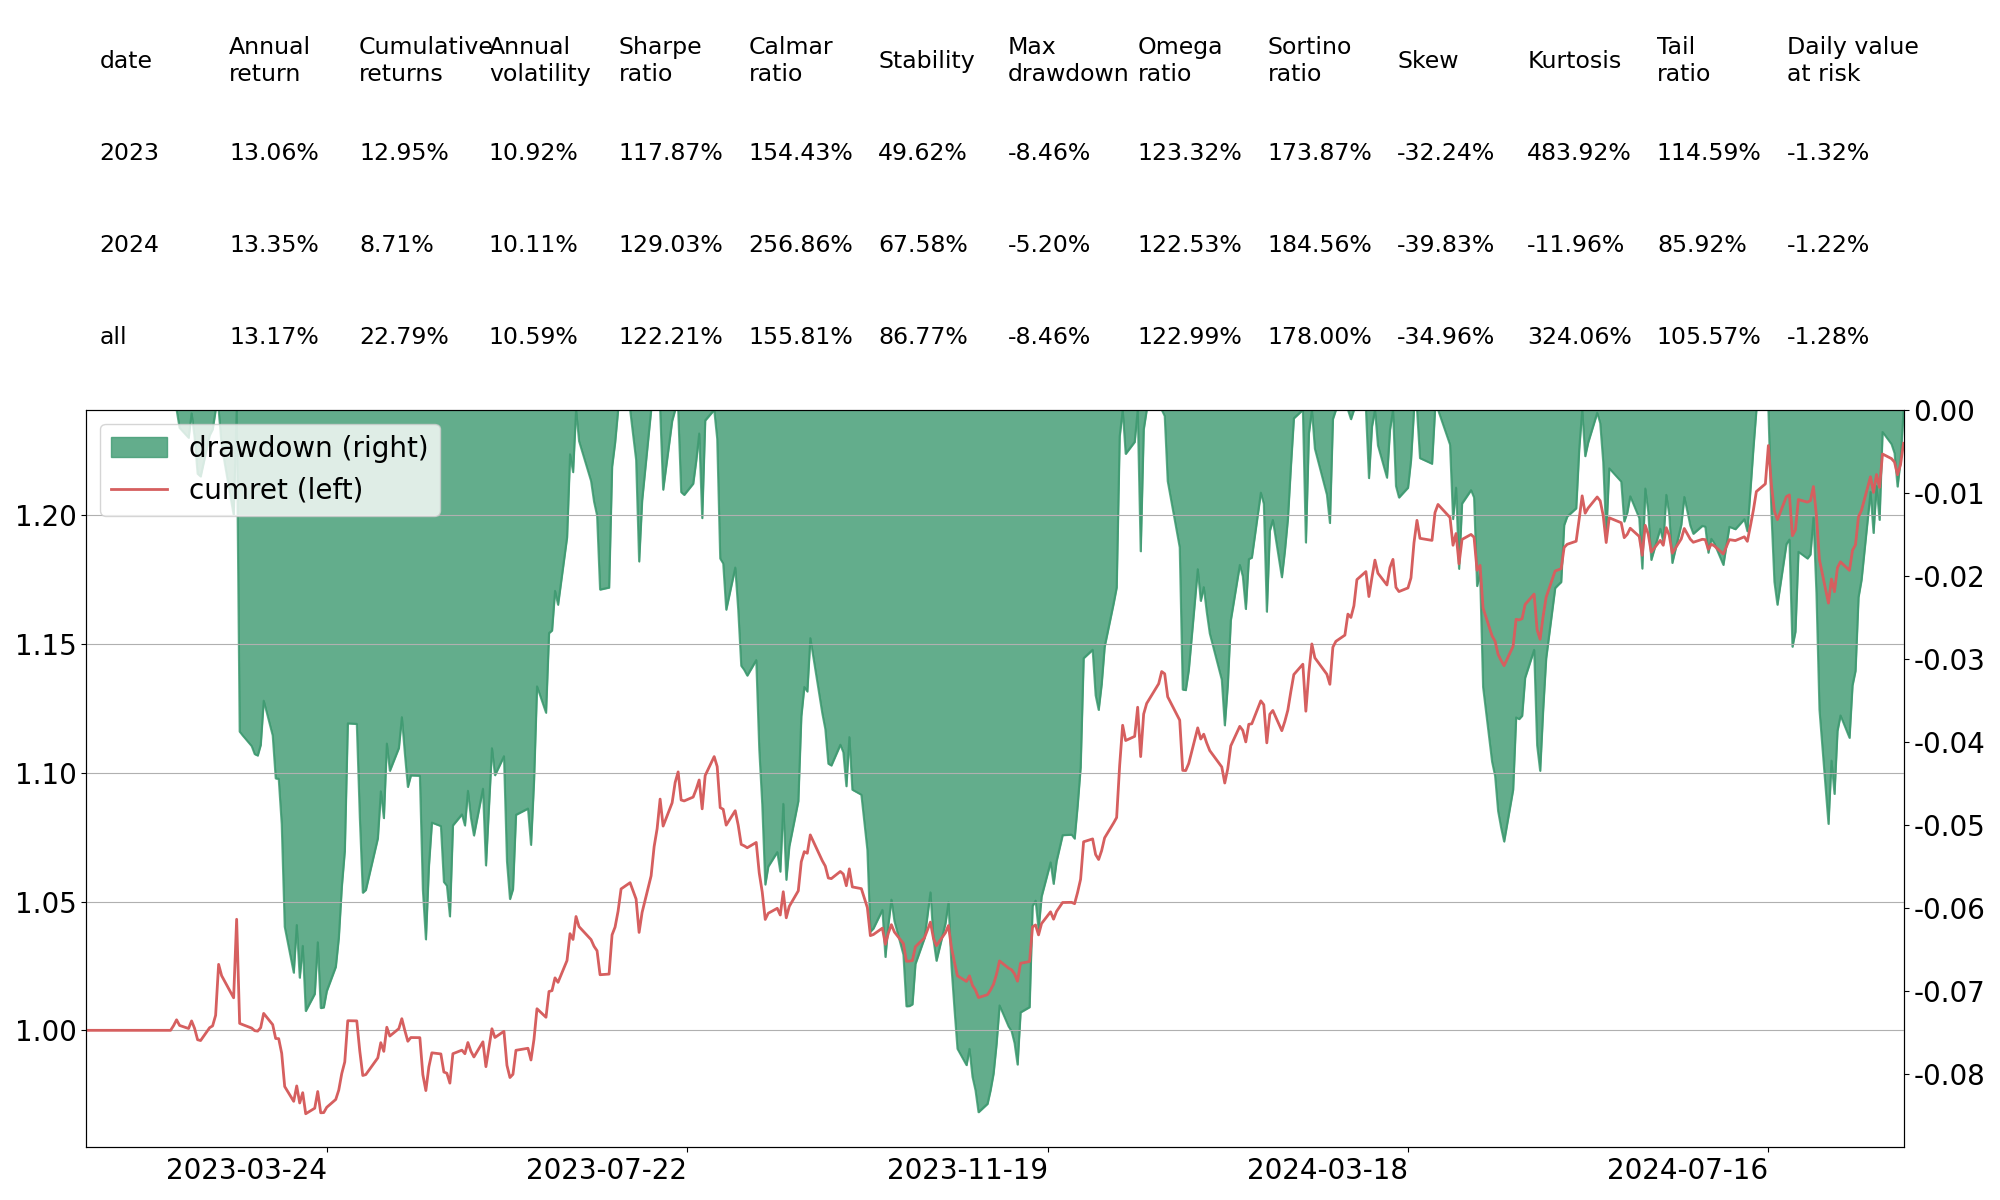 date Annual return Cumulative returns Annual volatility Sharpe ratio Calmar ratio Stability Max drawdown Omega ratio Sortino ratio Skew Kurtosis Tail ratio Daily value at risk
2023 13.06% 12.95% 10.92% 117.87% 154.43% 49.62% -8.46% 123.32% 173.87% -32.24% 483.92% 114.59% -1.32%
2024 13.35% 8.71% 10.11% 129.03% 256.86% 67.58% -5.20% 122.53% 184.56% -39.83% -11.96% 85.92% -1.22%
all 13.17% 22.79% 10.59% 122.21% 155.81% 86.77% -8.46% 122.99% 178.00% -34.96% 324.06% 105.57% -1.28%
drawdown (right)
cumret (left)
1.20
1.15
1.10
1.05
1.00
0.00
-0.01
-0.02
-0.03
-0.04
-0.05
-0.06
-0.07
-0.08
2023-03-24 2023-07-22 2023-11-19 2024-03-18 2024-07-16